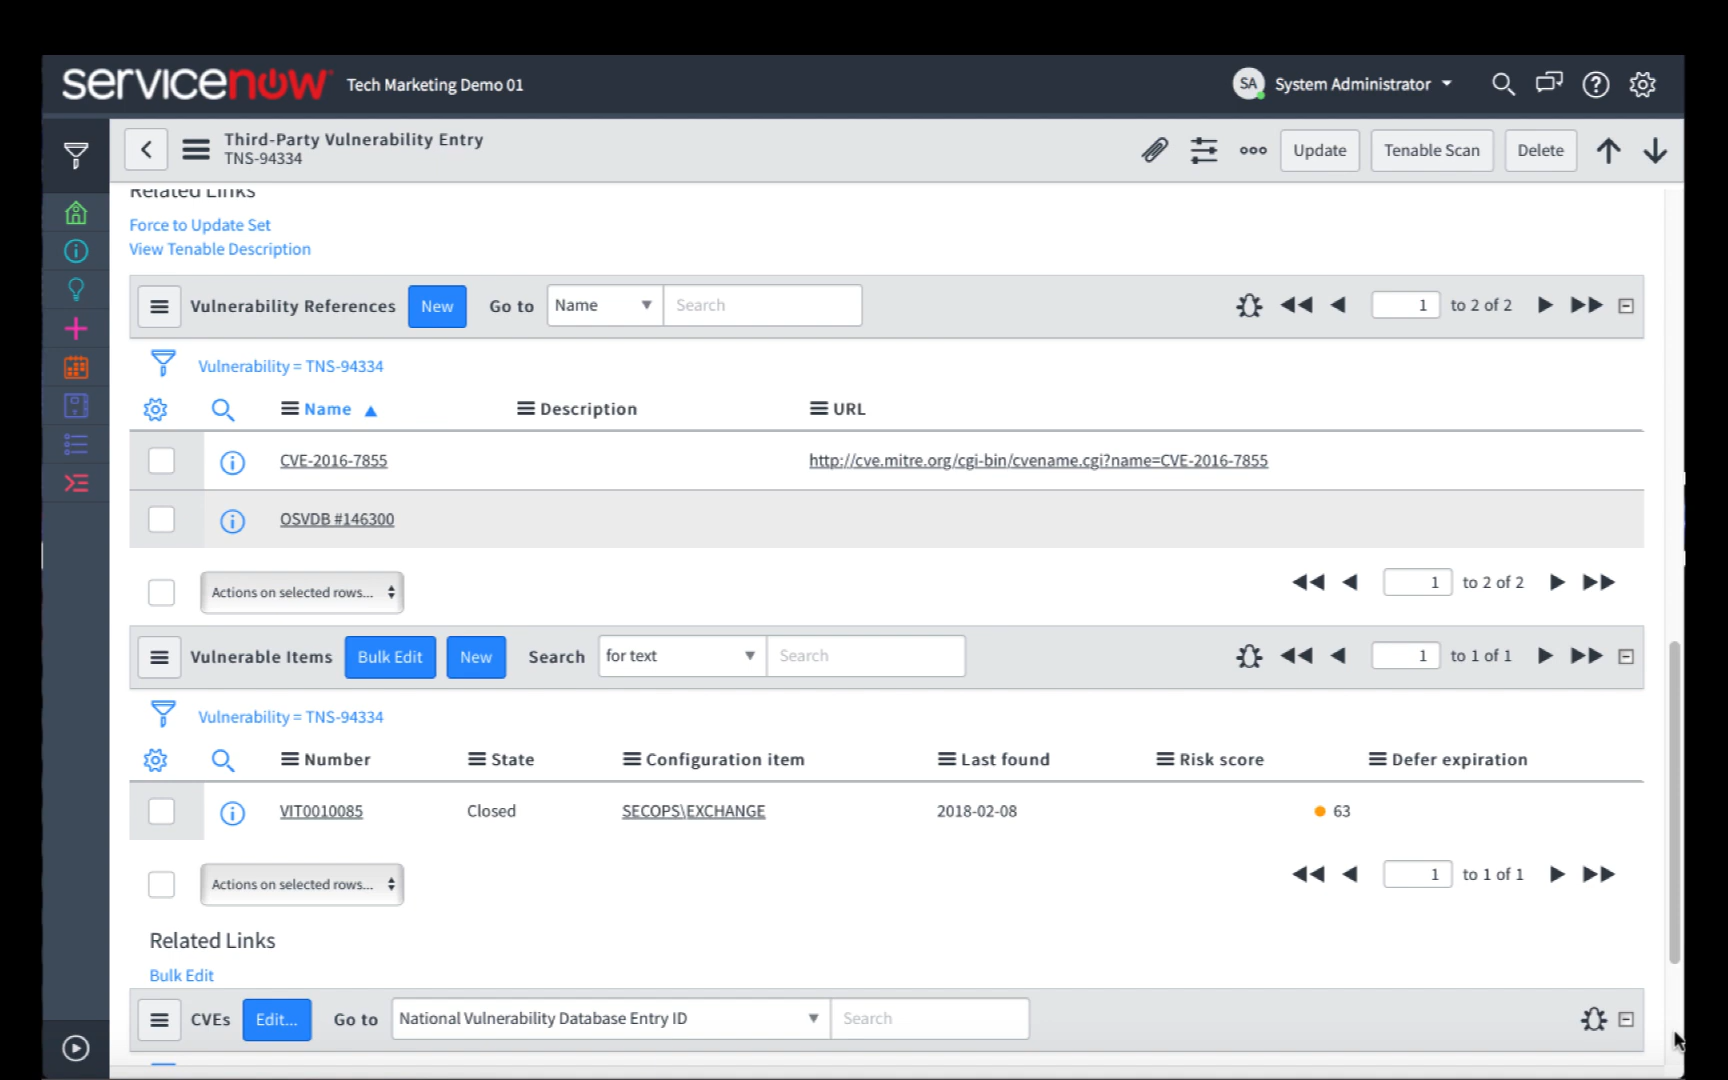 servicenow Tech Marketing Demo 01 SA System Administrator
Third-Party Vulnerability Entry
TNS-94334
Update Tenable Scan Delete
Related Links
Force to Update Set
View Tenable Description
Vulnerability References New Go to Name Search 1 to 2 of 2
Vulnerability = TNS-94334
Name Description URL
CVE-2016-7855 http://cve.mitre.org/cgi-bin/cvename.cgi?name=CVE-2016-7855
OSVDB #146300
Actions on selected rows... 1 to 2 of 2
Vulnerable Items Bulk Edit New Search for text Search 1 to 1 of 1
Vulnerability = TNS-94334
Number State Configuration item Last found Risk score Defer expiration
VIT0010085 Closed SECOPS\EXCHANGE 2018-02-08 63
Actions on selected rows... 1 to 1 of 1
Related Links
Bulk Edit
CVEs Edit... Go to National Vulnerability Database Entry ID Search